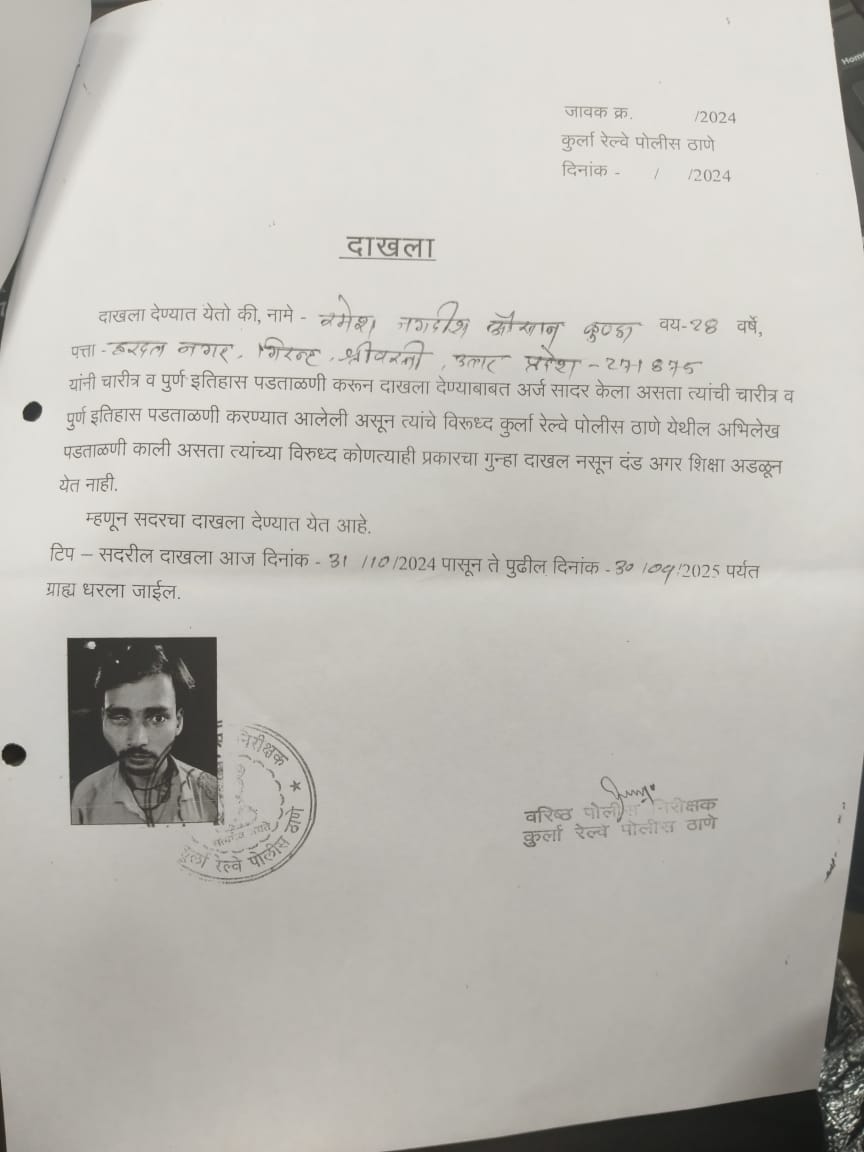 जावक क्र. /2024
कुर्ला रेल्वे पोलीस ठाणे
दिनांक - / /2024
दाखला
दाखला देण्यात येतो की, नामे - रमेश जगदीश चौहान कुण्डा वय-28 वर्षे,
पत्ता - हरदत्त नगर, गिरन्ट, श्रीवस्ती, उत्तर प्रदेश - 271875
यांनी चारीत्र व पुर्ण इतिहास पडताळणी करून दाखला देण्याबाबत अर्ज सादर केला असता त्यांची चारीत्र व
पुर्ण इतिहास पडताळणी करण्यात आलेली असून त्यांचे विरूध्द कुर्ला रेल्वे पोलीस ठाणे येथील अभिलेख
पडताळणी काली असता त्यांच्या विरुध्द कोणत्याही प्रकारचा गुन्हा दाखल नसून दंड अगर शिक्षा अडळून
येत नाही.
म्हणून सदरचा दाखला देण्यात येत आहे.
टिप – सदरील दाखला आज दिनांक - 31 /10/2024 पासून ते पुढील दिनांक - 30 /09/2025 पर्यत
ग्राह्य धरला जाईल.
निरीक्षक
कुर्ला रेल्वे पोलीस ठाणे
वरिष्ठ पोलीस निरीक्षक
कुर्ला रेल्वे पोलीस ठाणे
Home